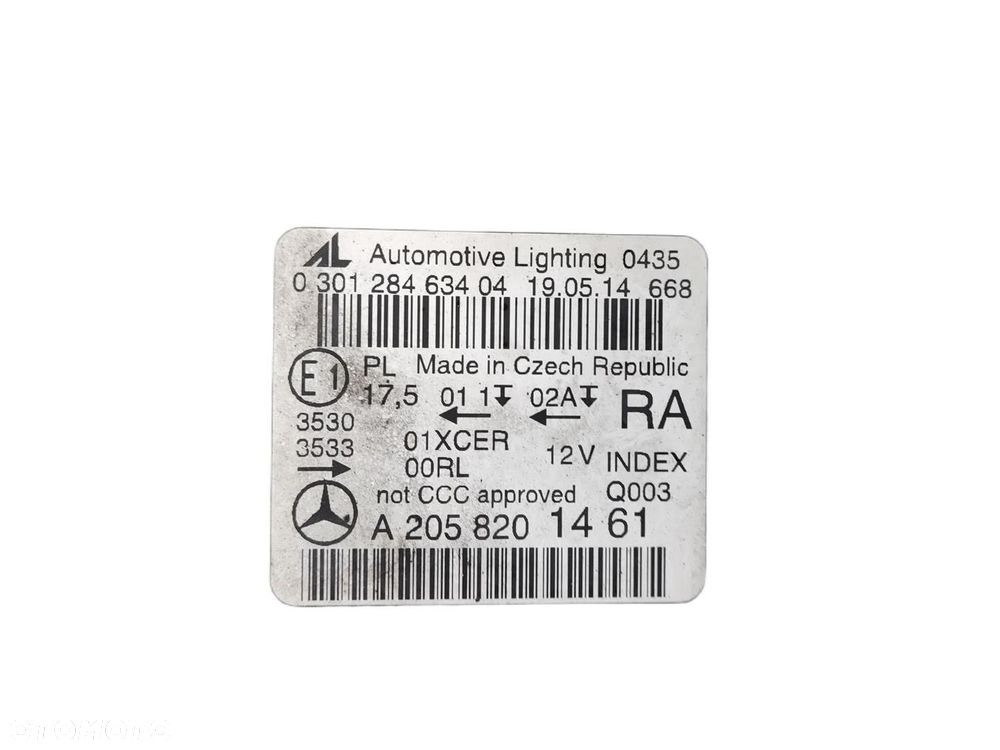 AL Automotive Lighting 0435
0 301 284 634 04 19.05.14 668
E1 PL Made in Czech Republic
17,5 01 1 02A RA
3530
3533 01XCER 12V INDEX
00RL
not CCC approved Q003
A 205 820 14 61
OTOMOTO